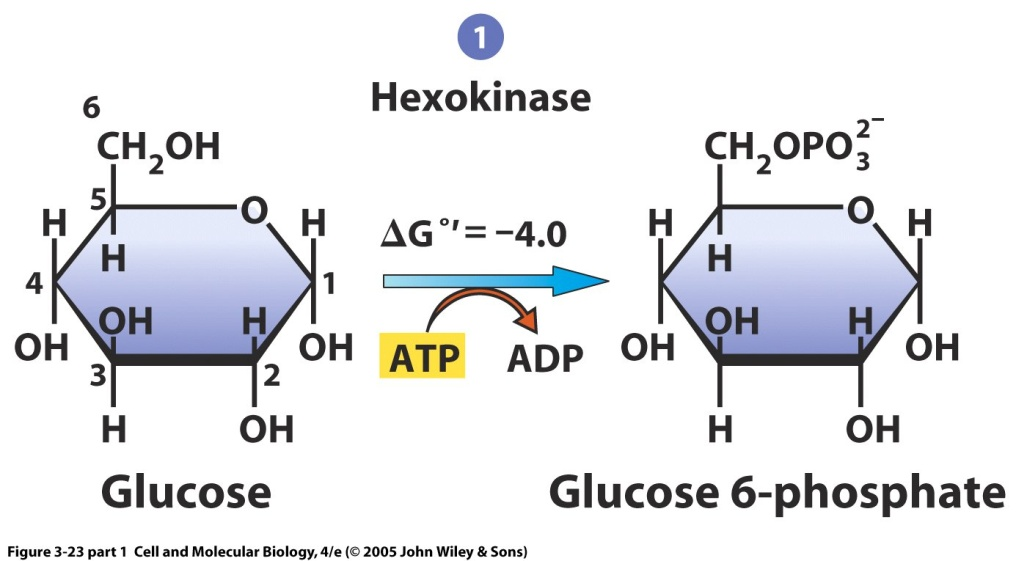 1
Hexokinase
6
CH₂OH
5
H
O
H
H
4
1
OH
H
OH
OH
3
2
H
OH
Glucose
ΔG°′= −4.0
ATP
ADP
CH₂OPO₃²⁻
H
O
H
H
OH
H
OH
OH
H
OH
Glucose 6-phosphate
Figure 3-23 part 1 Cell and Molecular Biology, 4/e (© 2005 John Wiley & Sons)